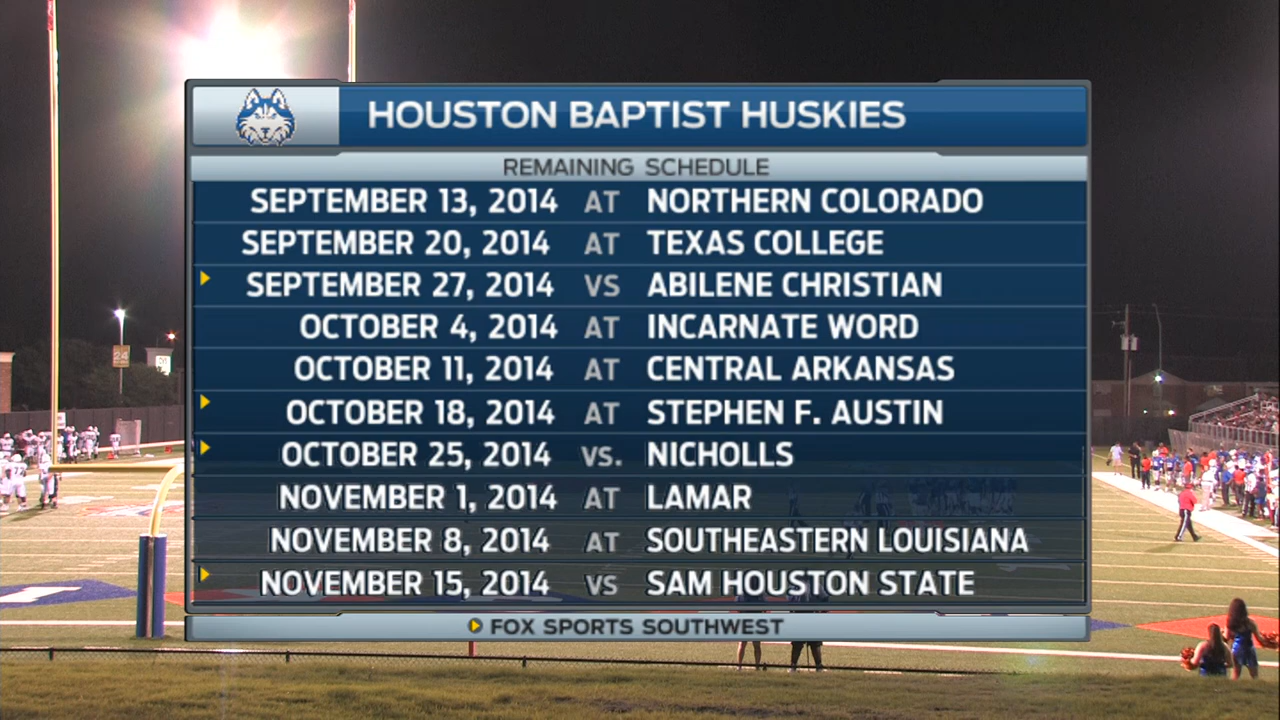 HOUSTON BAPTIST HUSKIES
REMAINING SCHEDULE
SEPTEMBER 13, 2014 AT NORTHERN COLORADO
SEPTEMBER 20, 2014 AT TEXAS COLLEGE
SEPTEMBER 27, 2014 VS ABILENE CHRISTIAN
OCTOBER 4, 2014 AT INCARNATE WORD
OCTOBER 11, 2014 AT CENTRAL ARKANSAS
OCTOBER 18, 2014 AT STEPHEN F. AUSTIN
OCTOBER 25, 2014 VS. NICHOLLS
NOVEMBER 1, 2014 AT LAMAR
NOVEMBER 8, 2014 AT SOUTHEASTERN LOUISIANA
NOVEMBER 15, 2014 VS SAM HOUSTON STATE
FOX SPORTS SOUTHWEST
24